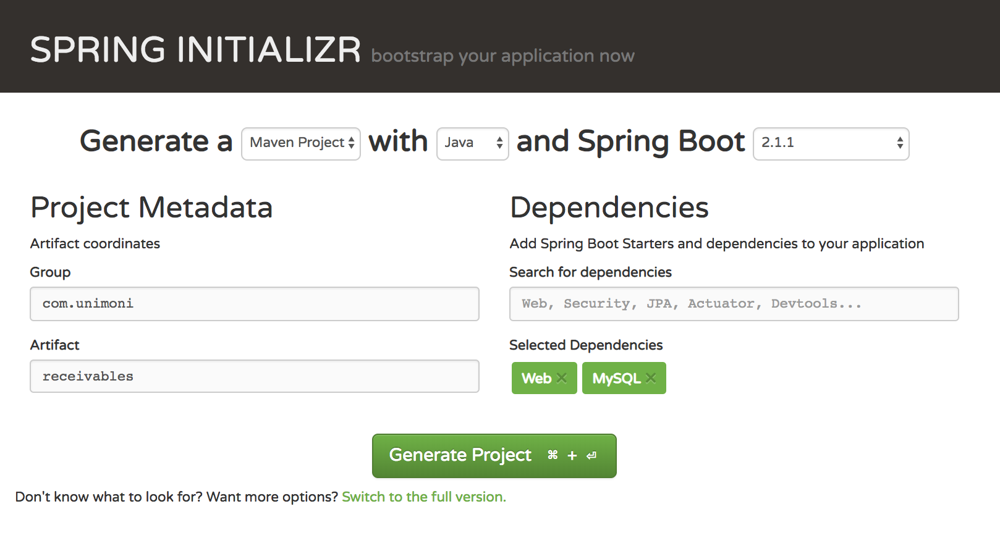 SPRING INITIALIZR bootstrap your application now
Generate a Maven Project with Java and Spring Boot 2.1.1
Project Metadata
Artifact coordinates
Group
com.unimoni
Artifact
receivables
Dependencies
Add Spring Boot Starters and dependencies to your application
Search for dependencies
Web, Security, JPA, Actuator, Devtools...
Selected Dependencies
Web × MySQL ×
Generate Project ⌘ + ⏎
Don't know what to look for? Want more options? Switch to the full version.